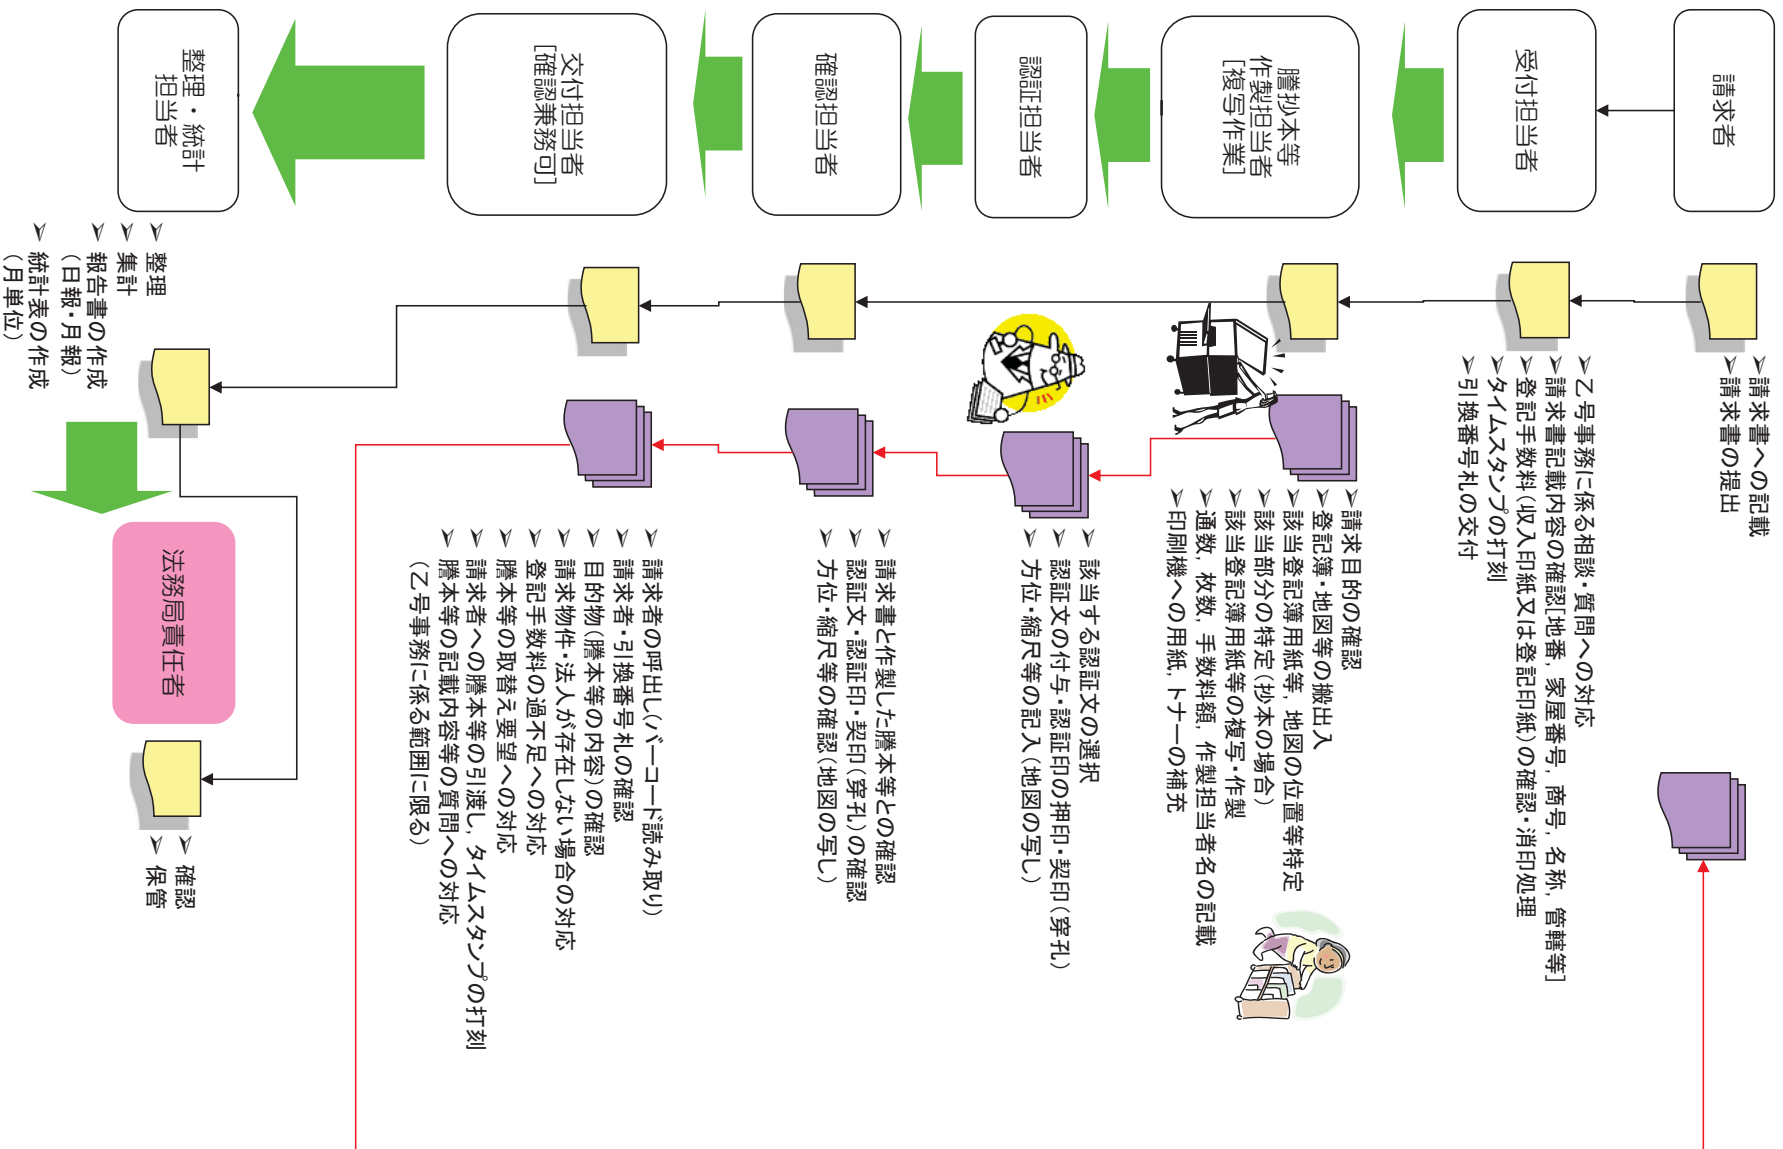 請求者
請求書への記載
請求書の提出
受付担当者
乙号事務に係る相談・質問への対応
請求書記載内容の確認[地番，家屋番号，商号，名称，管轄等]
登記手数料（収入印紙又は登記印紙）の確認・消印処理
タイムスタンプの打刻
引換番号札の交付
謄抄本等
作製担当者
[複写作業]
請求目的の確認
登記簿・地図等の搬出入
該当登記簿用紙等，地図の位置等特定
該当部分の特定（抄本の場合）
該当登記簿用紙等の複写・作製
通数，枚数，手数料額，作製担当者名の記載
印刷機への用紙，トナーの補充
認証担当者
該当する認証文の選択
認証文の付与・認証印の押印・契印（穿孔）
方位・縮尺等の記入（地図の写し）
確認担当者
請求書と作製した謄本等との確認
認証文・認証印・契印（穿孔）の確認
方位・縮尺等の確認（地図の写し）
交付担当者
[確認兼務可]
請求者の呼出し（バーコード読み取り）
請求者・引換番号札の確認
目的物（謄本等の内容）の確認
請求物件・法人が存在しない場合の対応
登記手数料の過不足への対応
謄本等の取替え要望への対応
請求者への謄本等の引渡し，タイムスタンプの打刻
謄本等の記載内容等の質問への対応
（乙号事務に係る範囲に限る）
整理・統計
担当者
整理
集計
報告書の作成
（日報・月報）
統計表の作成
（月単位）
法務局責任者
確認
保管